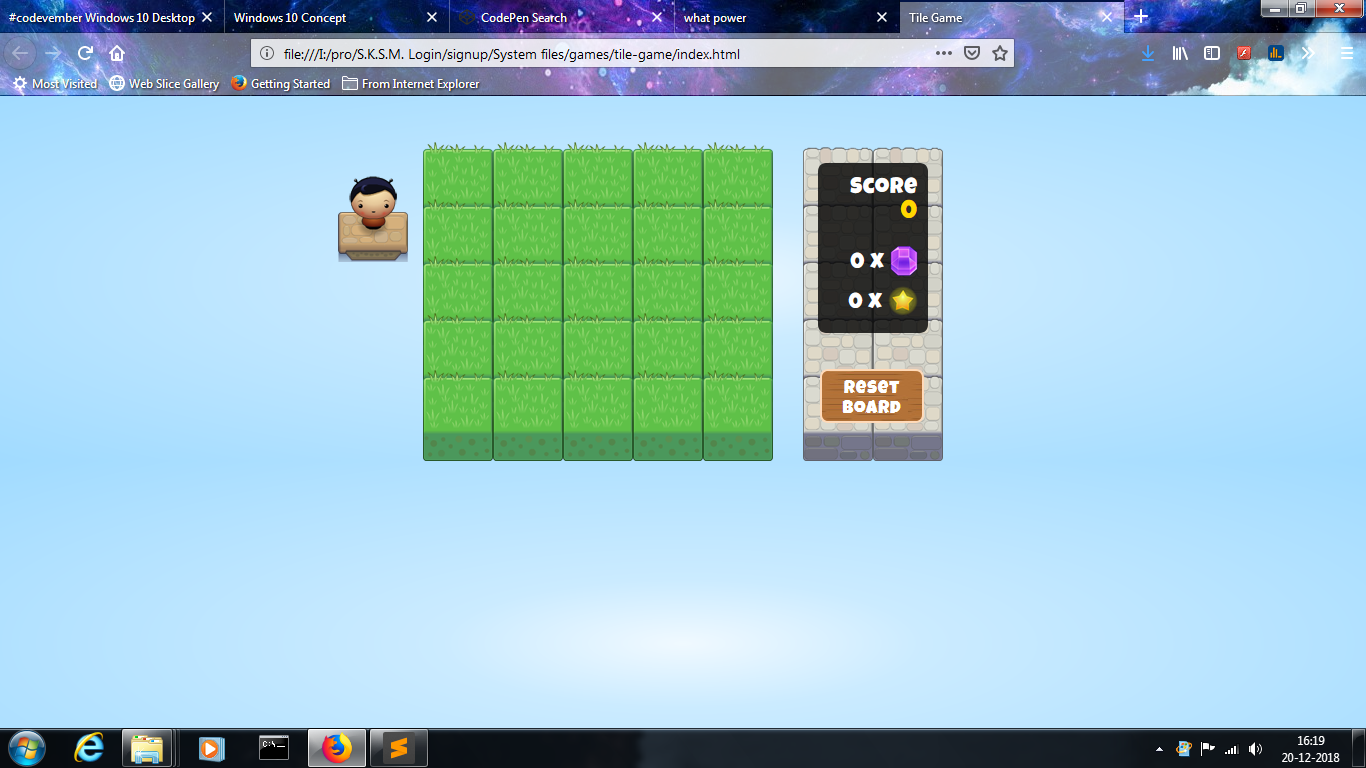 #codevember Windows 10 Desktop
Windows 10 Concept
CodePen Search
what power
Tile Game
file:///I:/pro/S.K.S.M. Login/signup/System files/games/tile-game/index.html
Most Visited
Web Slice Gallery
Getting Started
From Internet Explorer
SCORE
0
0 X
0 X
RESET
BOARD
C:\_
16:19
20-12-2018